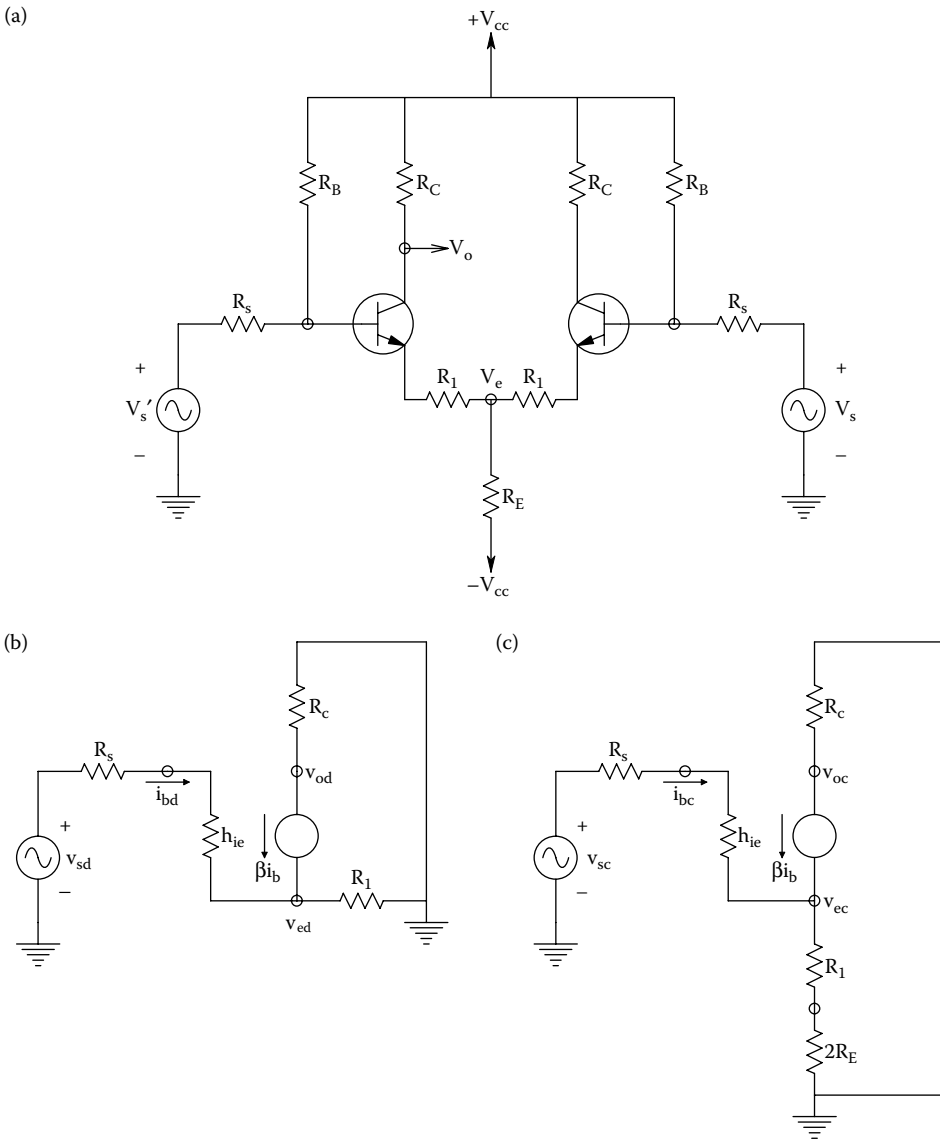 (a)
+Vcc
RB
RC
RC
RB
Vo
Rs
Rs
R1
Ve
R1
+
Vs′
−
+
Vs
−
RE
−Vcc
(b)
Rc
Rs
vod
ibd
+
vsd
−
hie
βib
R1
ved
(c)
Rc
Rs
voc
ibc
+
vsc
−
hie
βib
vec
R1
2RE